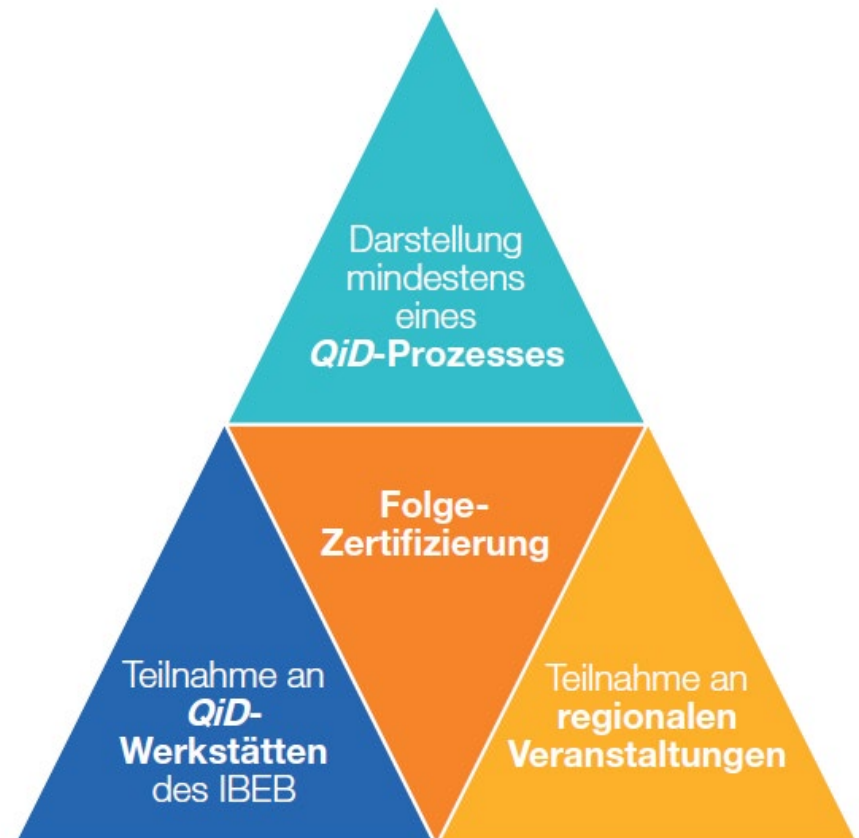 Darstellung
mindestens
eines
QiD-Prozesses
Folge-
Zertifizierung
Teilnahme an
QiD-
Werkstätten
des IBEB
Teilnahme an
regionalen
Veranstaltungen